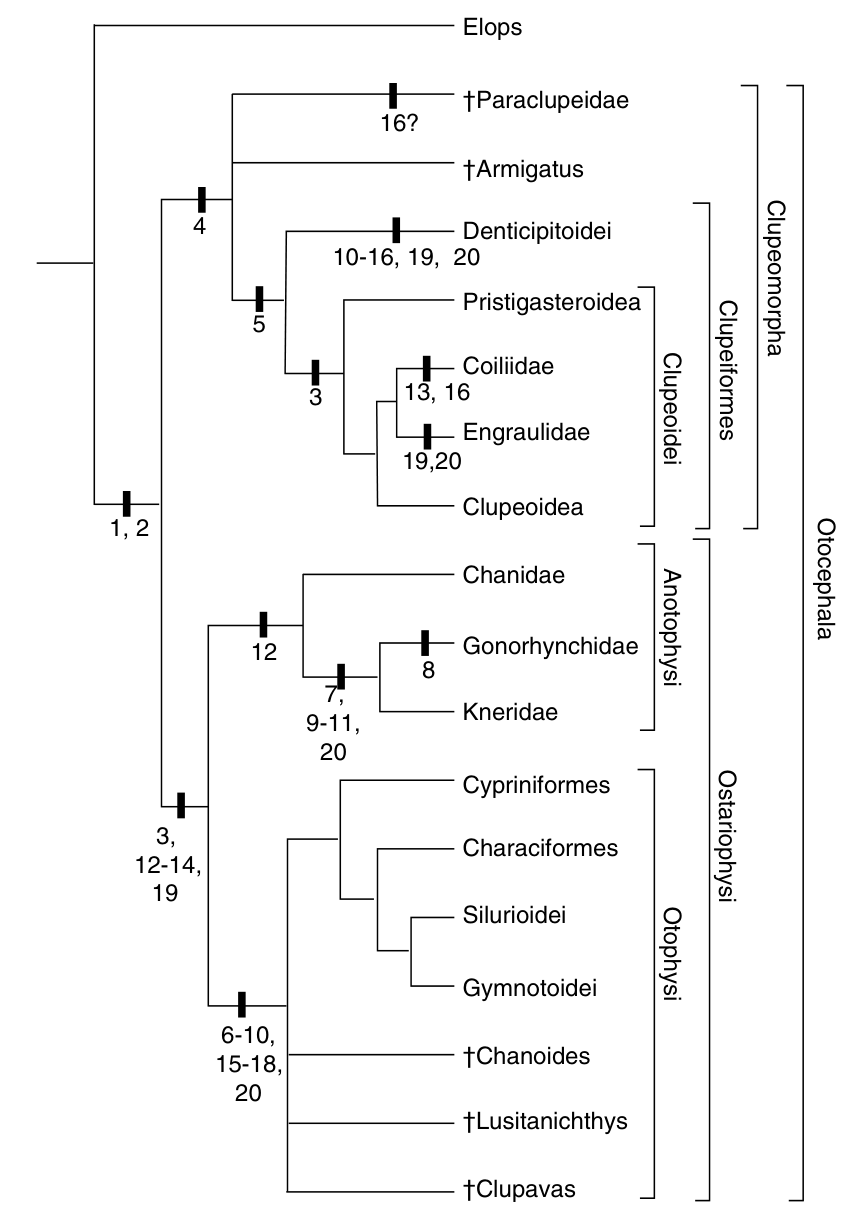 Elops
†Paraclupeidae
16?
†Armigatus
4
Denticipitoidei
10-16, 19, 20
Pristigasteroidea
5
Coiliidae
13, 16
3
Engraulidae
19,20
Clupeoidea
1, 2
Clupeoidei
Clupeiformes
Clupeomorpha
Otocephala
Chanidae
12
Gonorhynchidae
8
7,
9-11,
20
Kneridae
Anotophysi
Cypriniformes
3,
12-14,
19
Characiformes
Silurioidei
Gymnotoidei
6-10,
15-18,
20
†Chanoides
†Lusitanichthys
†Clupavas
Otophysi
Ostariophysi